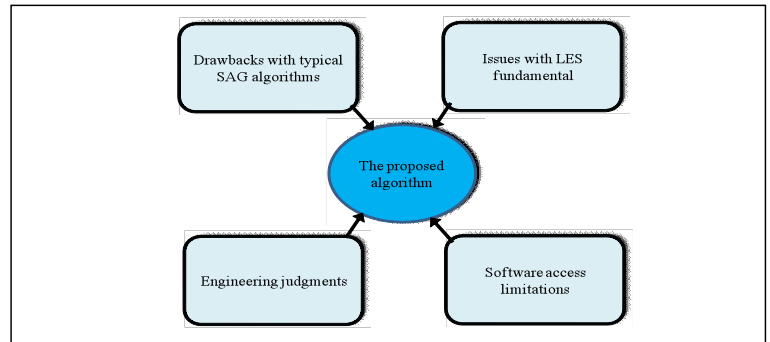 Drawbacks with typical
SAG algorithms
Issues with LES
fundamental
The proposed
algorithm
Engineering judgments
Software access
limitations